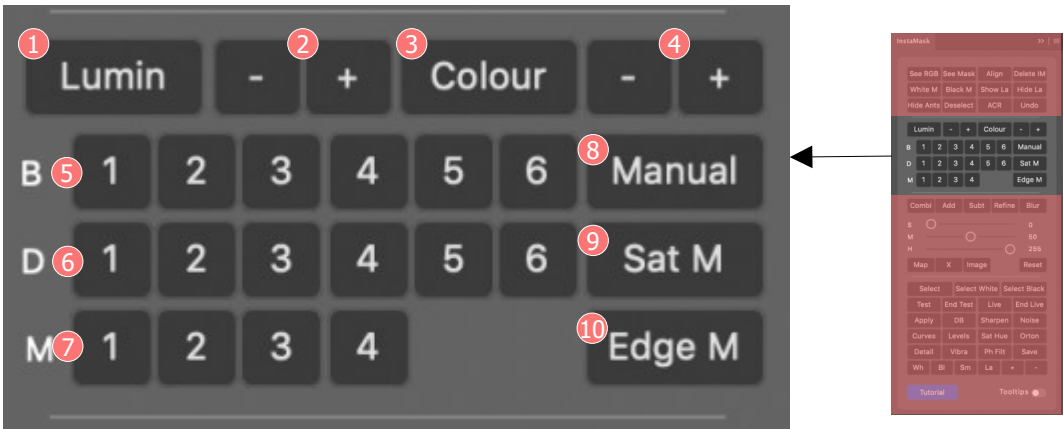 1 Lumin 2 - + 3 Colour 4 - +
B 5 1 2 3 4 5 6 8 Manual
D 6 1 2 3 4 5 6 9 Sat M
M 7 1 2 3 4 10 Edge M
InstaMask
See RGB See Mask Align Delete IM
White M Black M Show La Hide La
Hide Ants Deselect ACR Undo
Lumin - + Colour - +
B 1 2 3 4 5 6 Manual
D 1 2 3 4 5 6 Sat M
M 1 2 3 4 Edge M
Combi Add Subt Refine Blur
S 0
M 50
H 255
Map X Image Reset
Select Select White Select Black
Test End Test Live End Live
Apply DB Sharpen Noise
Curves Levels Sat Hue Orton
Detail Vibra Ph Filt Save
Wh Bl Sm La + -
Tutorial Tooltips